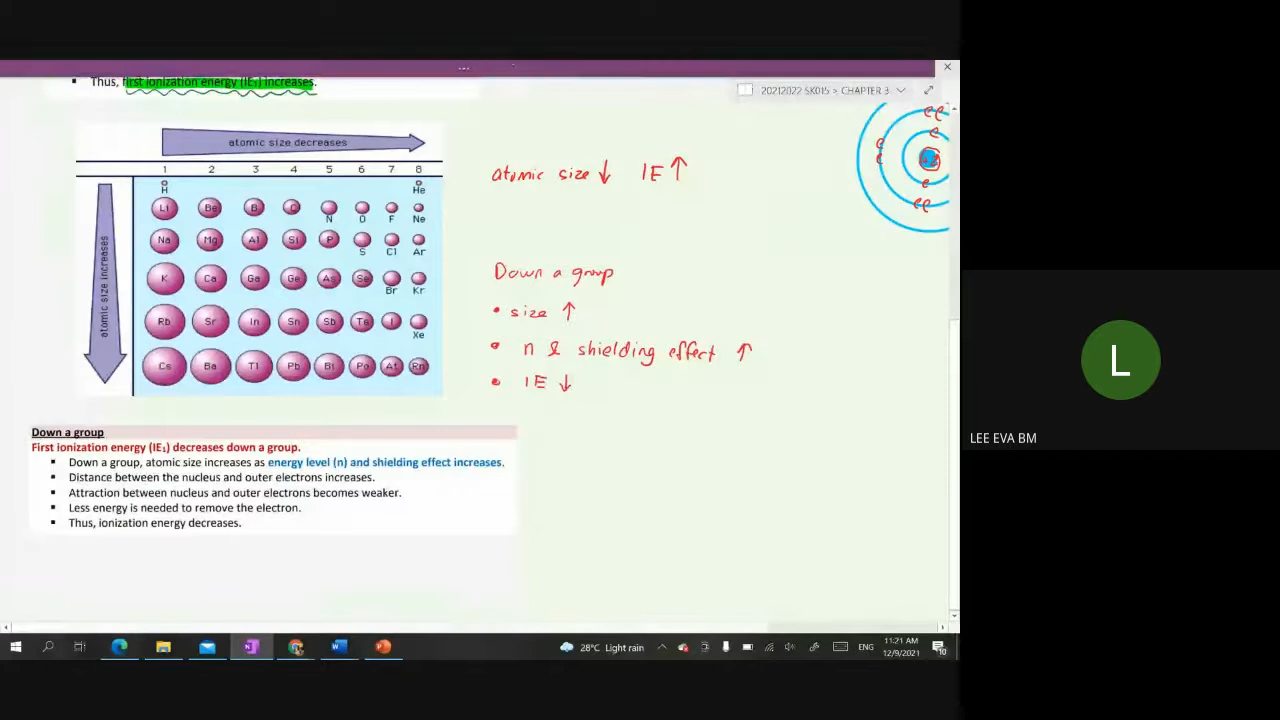 Thus, first ionization energy (IE₁) increases.
20212022 SK015 > CHAPTER 3
atomic size decreases
1 2 3 4 5 6 7 8
H He
Li Be B C N O F Ne
Na Mg Al Si P S Cl Ar
K Ca Ga Ge As Se Br Kr
Rb Sr In Sn Sb Te I Xe
Cs Ba Tl Pb Bi Po At Rn
atomic size increases
atomic size ↓ IE ↑
Down a group
• size ↑
• n & shielding effect ↑
• IE ↓
ee
e
e
e
e
ee
Down a group
First ionization energy (IE₁) decreases down a group.
Down a group, atomic size increases as energy level (n) and shielding effect increases.
Distance between the nucleus and outer electrons increases.
Attraction between nucleus and outer electrons becomes weaker.
Less energy is needed to remove the electron.
Thus, ionization energy decreases.
L
LEE EVA BM
28°C Light rain
ENG
11:21 AM
12/9/2021
10